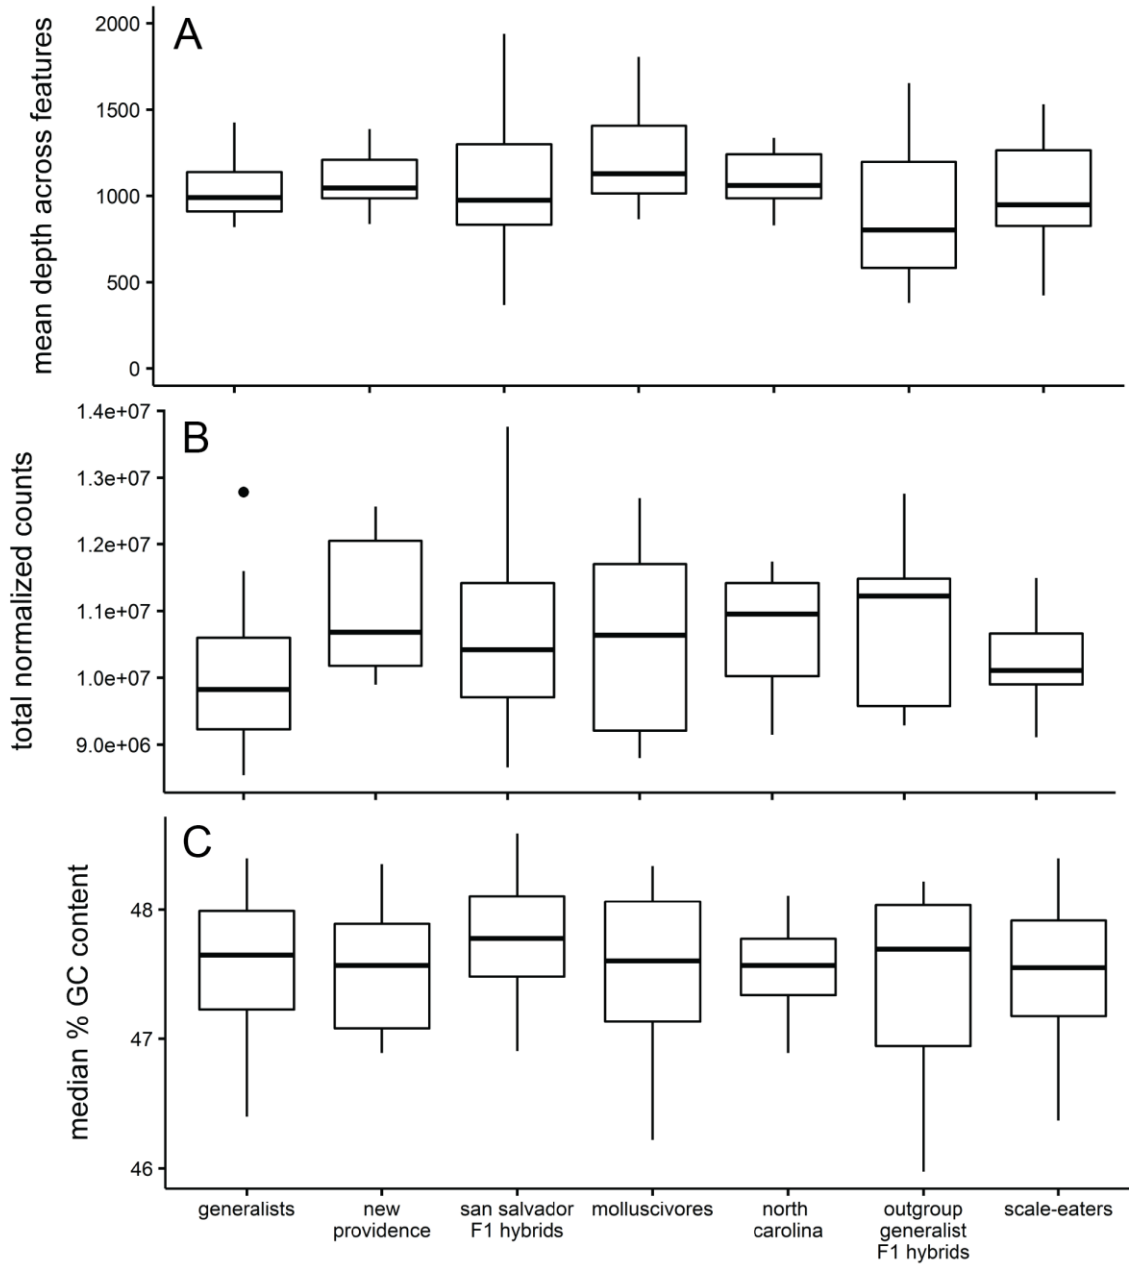 A
mean depth across features
2000
1500
1000
500
0
B
total normalized counts
1.4e+07
1.3e+07
1.2e+07
1.1e+07
1.0e+07
9.0e+06
C
median % GC content
48
47
46
generalists
new
providence
san salvador
F1 hybrids
molluscivores
north
carolina
outgroup
generalist
F1 hybrids
scale-eaters